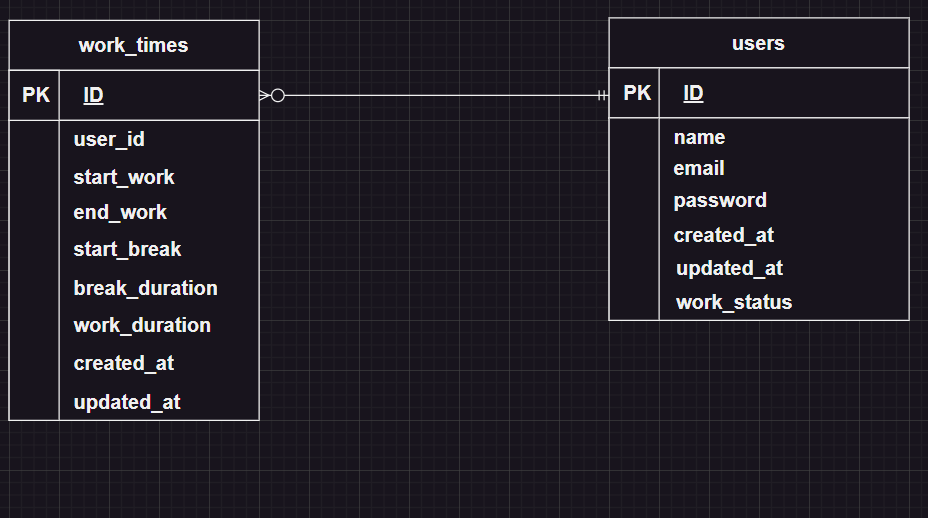 work_times
PK ID
user_id
start_work
end_work
start_break
break_duration
work_duration
created_at
updated_at
users
PK ID
name
email
password
created_at
updated_at
work_status